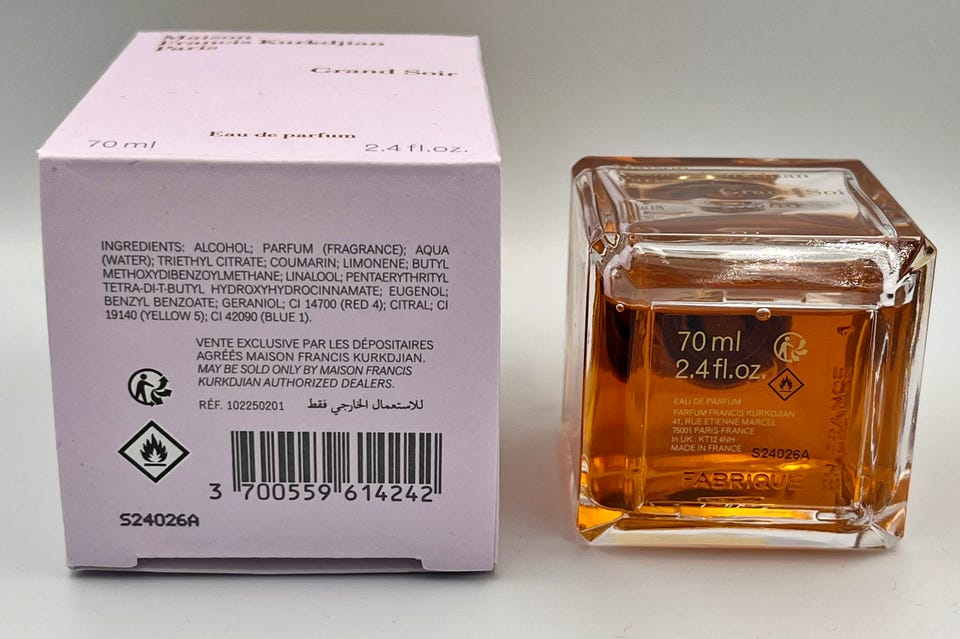 Maison
Francis Kurkdjian
Paris
Grand Soir
Eau de parfum
70 ml 2.4 fl.oz.
INGREDIENTS: ALCOHOL; PARFUM (FRAGRANCE); AQUA
(WATER); TRIETHYL CITRATE; COUMARIN; LIMONENE; BUTYL
METHOXYDIBENZOYLMETHANE; LINALOOL; PENTAERYTHRITYL
TETRA-DI-T-BUTYL HYDROXYHYDROCINNAMATE; EUGENOL;
BENZYL BENZOATE; GERANIOL; CI 14700 (RED 4); CITRAL; CI
19140 (YELLOW 5); CI 42090 (BLUE 1).
VENTE EXCLUSIVE PAR LES DÉPOSITAIRES
AGRÉÉS MAISON FRANCIS KURKDJIAN.
MAY BE SOLD ONLY BY MAISON FRANCIS
KURKDJIAN AUTHORIZED DEALERS.
RÉF. 102250201 للاستعمال الخارجي فقط
3 700559 614242
S24026A
Grand Soir
70 ml
2.4 fl.oz.
EAU DE PARFUM
PARFUM FRANCIS KURKDJIAN
41, RUE ETIENNE MARCEL
75001 PARIS-FRANCE
In UK : KT12 4NH
MADE IN FRANCE
S24026A
FABRIQUE
EN FRANCE
1